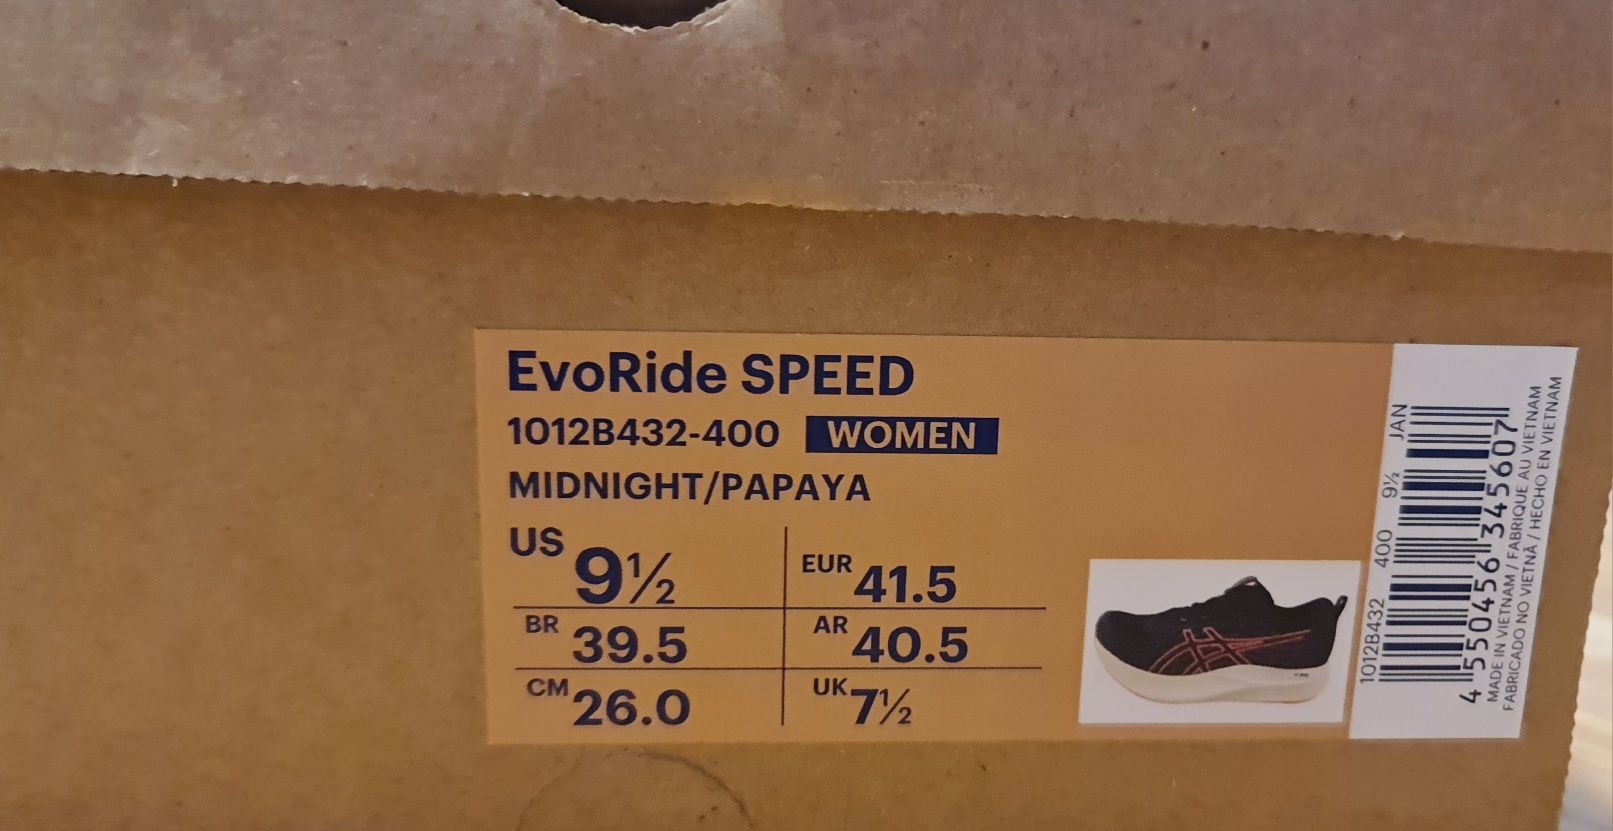 EvoRide SPEED
1012B432-400 WOMEN
MIDNIGHT/PAPAYA
US 9½
EUR 41.5
BR 39.5
AR 40.5
CM 26.0
UK 7½
1012B432 400 9½ JAN
4 550456 345607
MADE IN VIETNAM / FABRIQUE AU VIETNAM
FABRICADO NO VIETNÃ / HECHO EN VIETNAM